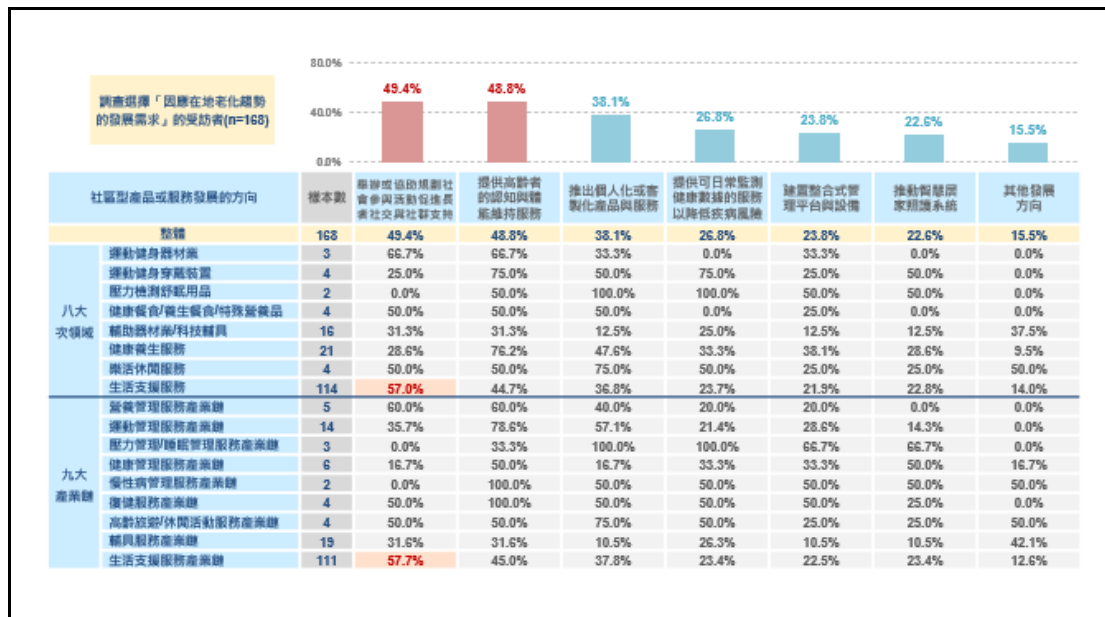 80.0%
40.0%
0.0%
調查選擇「因應在地老化趨勢
的發展需求」的受訪者(n=168)
49.4% 48.8% 38.1% 26.8% 23.8% 22.6% 15.5%
社區型產品或服務發展的方向 樣本數 舉辦或協助規劃社會參與活動促進長者社交與社群支持 提供高齡者的認知與體能維持服務 推出個人化或客製化產品與服務 提供可日常監測健康數據的服務以降低疾病風險 建置整合式管理平台與設備 推動智慧居家照護系統 其他發展方向
整體 168 49.4% 48.8% 38.1% 26.8% 23.8% 22.6% 15.5%
八大次領域
運動健身器材業 3 66.7% 66.7% 33.3% 0.0% 33.3% 0.0% 0.0%
運動健身穿戴裝置 4 25.0% 75.0% 50.0% 75.0% 25.0% 50.0% 0.0%
壓力檢測舒眠用品 2 0.0% 50.0% 100.0% 100.0% 50.0% 50.0% 0.0%
健康餐食/養生餐食/特殊營養品 4 50.0% 50.0% 50.0% 0.0% 25.0% 0.0% 0.0%
輔助器材業/科技輔具 16 31.3% 31.3% 12.5% 25.0% 12.5% 12.5% 37.5%
健康養生服務 21 28.6% 76.2% 47.6% 33.3% 38.1% 28.6% 9.5%
樂活休閒服務 4 50.0% 50.0% 75.0% 50.0% 25.0% 25.0% 50.0%
生活支援服務 114 57.0% 44.7% 36.8% 23.7% 21.9% 22.8% 14.0%
九大產業鏈
營養管理服務產業鏈 5 60.0% 60.0% 40.0% 20.0% 20.0% 0.0% 0.0%
運動管理服務產業鏈 14 35.7% 78.6% 57.1% 21.4% 28.6% 14.3% 0.0%
壓力管理/睡眠管理服務產業鏈 3 0.0% 33.3% 100.0% 100.0% 66.7% 66.7% 0.0%
健康管理服務產業鏈 6 16.7% 50.0% 16.7% 33.3% 33.3% 50.0% 16.7%
慢性病管理服務產業鏈 2 0.0% 100.0% 50.0% 50.0% 50.0% 50.0% 50.0%
復健服務產業鏈 4 50.0% 100.0% 50.0% 50.0% 50.0% 25.0% 0.0%
高齡旅遊/休閒活動服務產業鏈 4 50.0% 50.0% 75.0% 50.0% 25.0% 25.0% 50.0%
輔具服務產業鏈 19 31.6% 31.6% 10.5% 26.3% 10.5% 10.5% 42.1%
生活支援服務產業鏈 111 57.7% 45.0% 37.8% 23.4% 22.5% 23.4% 12.6%